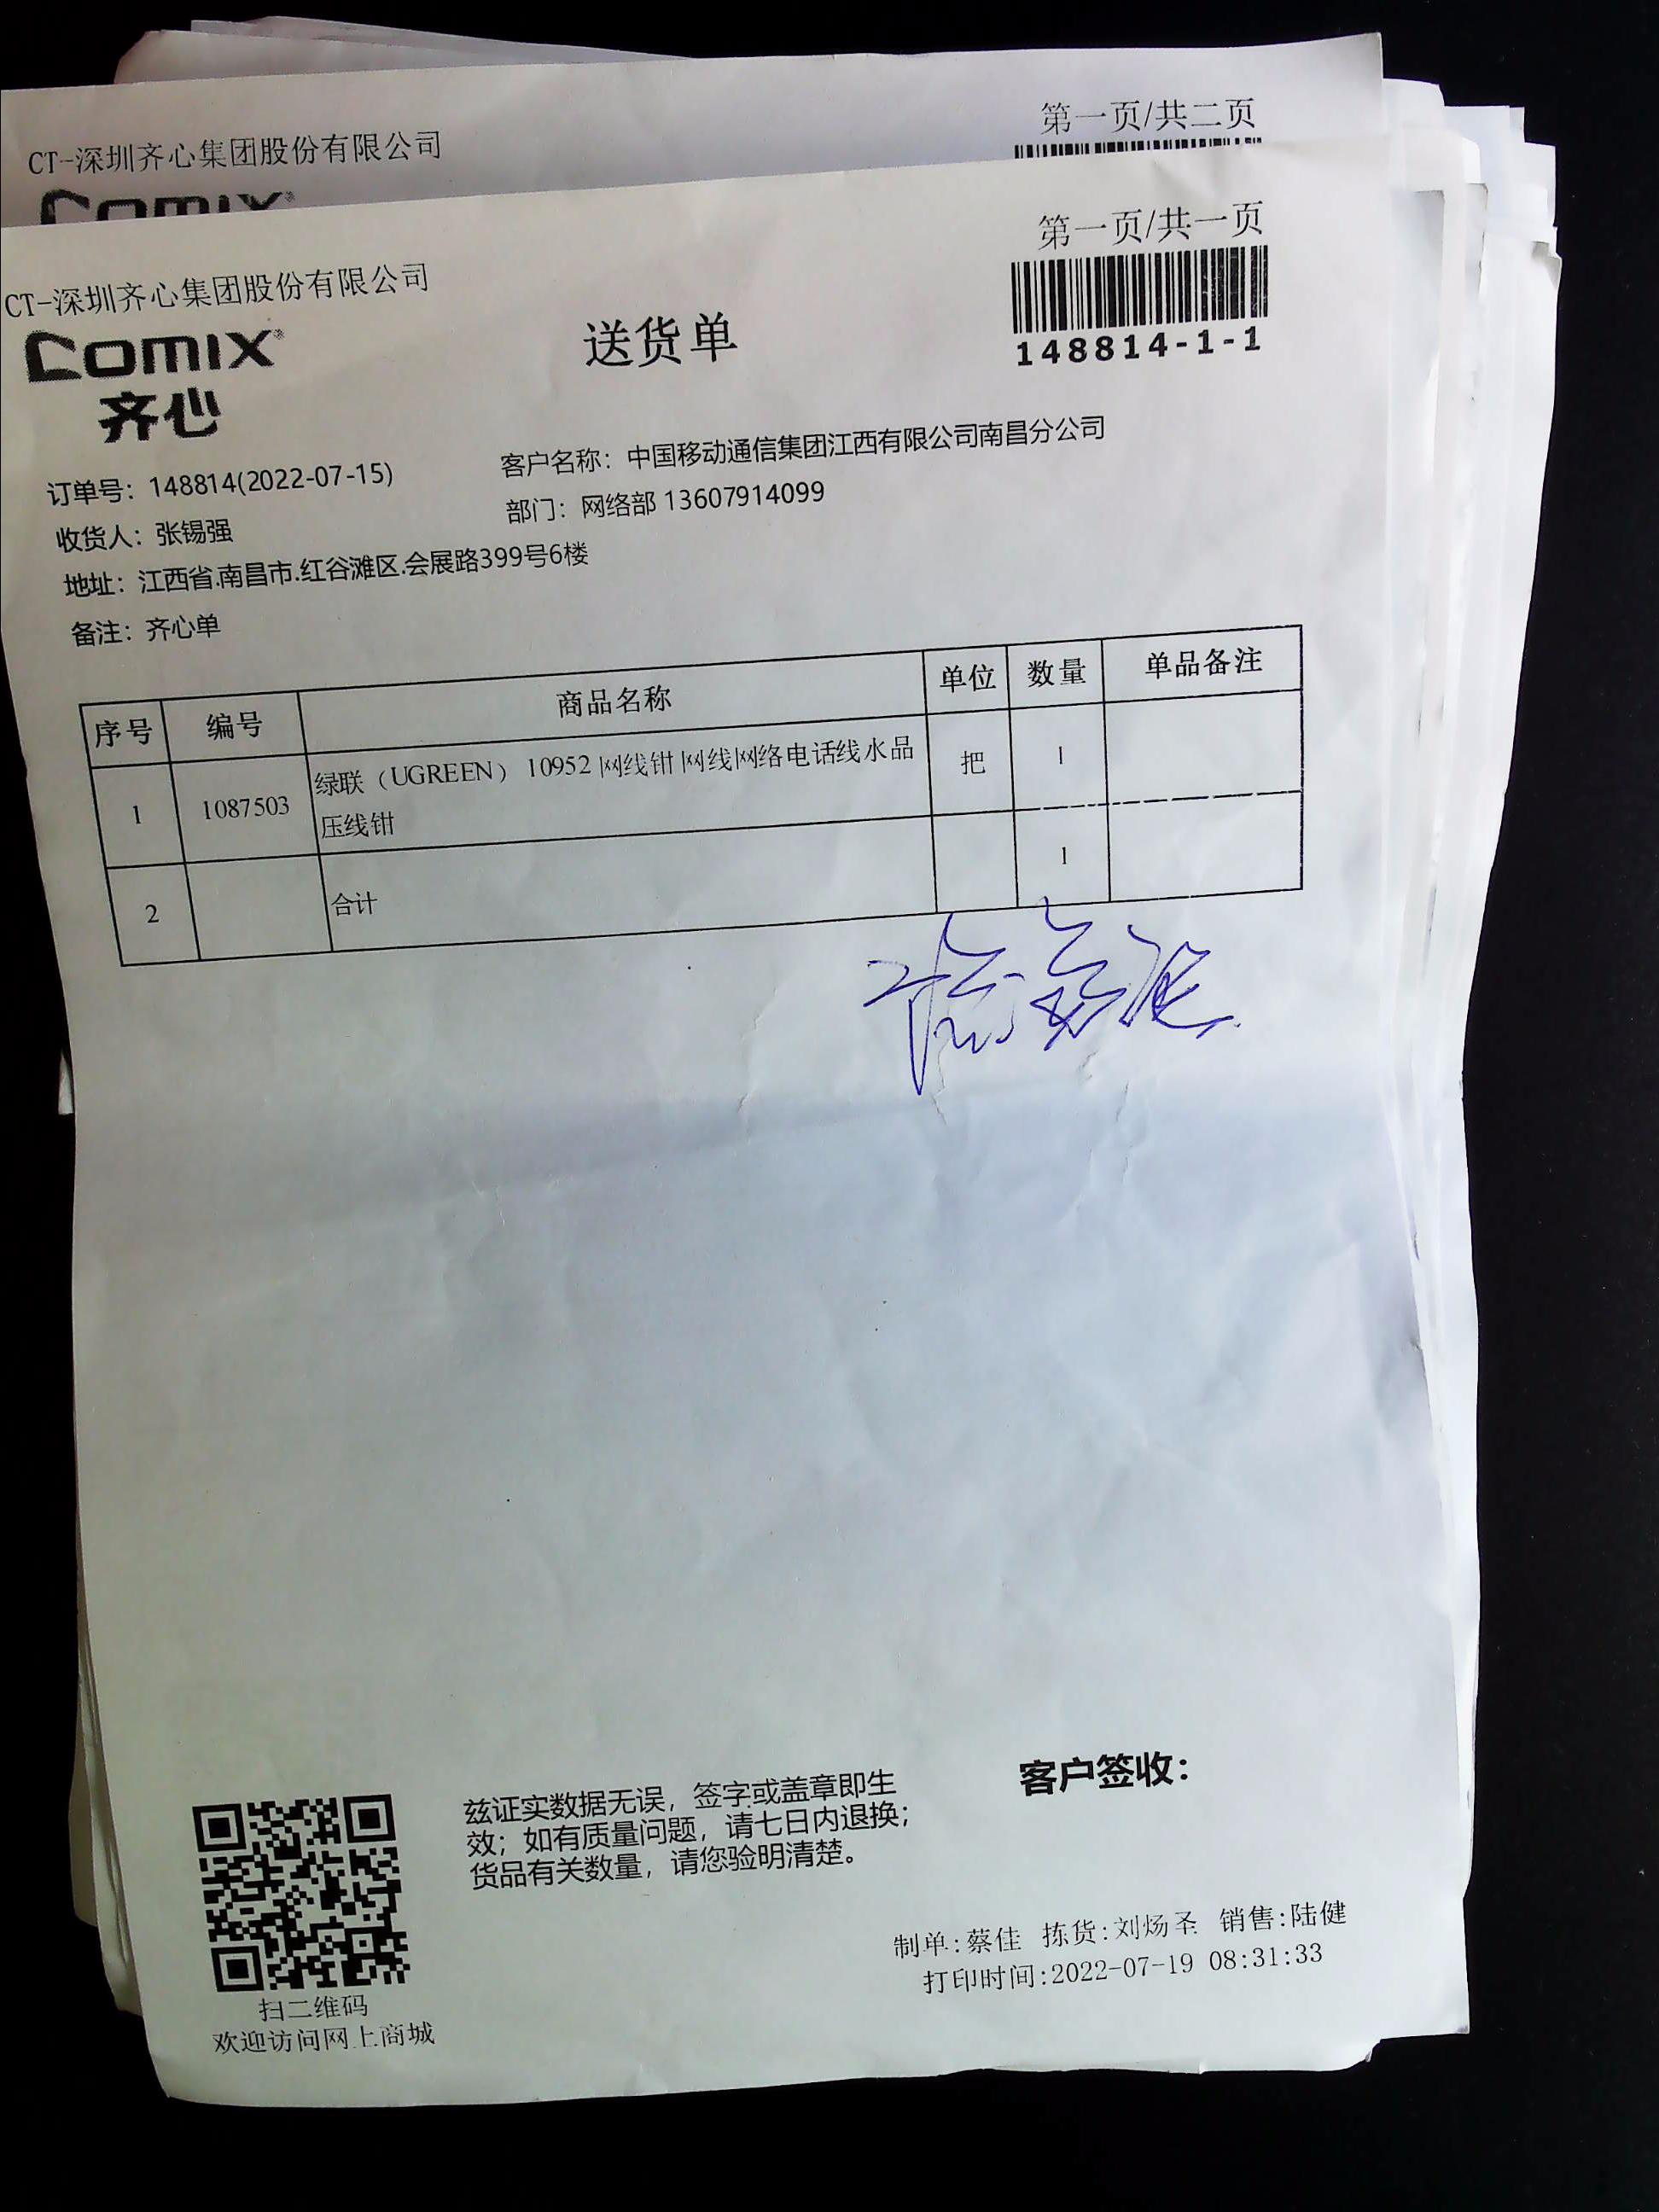 第一页/共二页
CT-深圳齐心集团股份有限公司
comix
第一页/共一页
CT-深圳齐心集团股份有限公司
comix
齐心
送货单
148814-1-1
订单号：148814(2022-07-15)
客户名称：中国移动通信集团江西有限公司南昌分公司
收货人：张锡强
部门：网络部 13607914099
地址：江西省.南昌市.红谷滩区.会展路399号6楼
备注：齐心单
序号 编号 商品名称 单位 数量 单品备注
1 1087503 绿联（UGREEN） 10952 网线钳 网线网络电话线水晶 把 1
压线钳
2 合计 1
兹证实数据无误，签字或盖章即生
效；如有质量问题，请七日内退换；
货品有关数量，请您验明清楚。
客户签收：
制单:蔡佳 拣货:刘炀圣 销售:陆健
打印时间:2022-07-19 08:31:33
扫二维码
欢迎访问网上商城